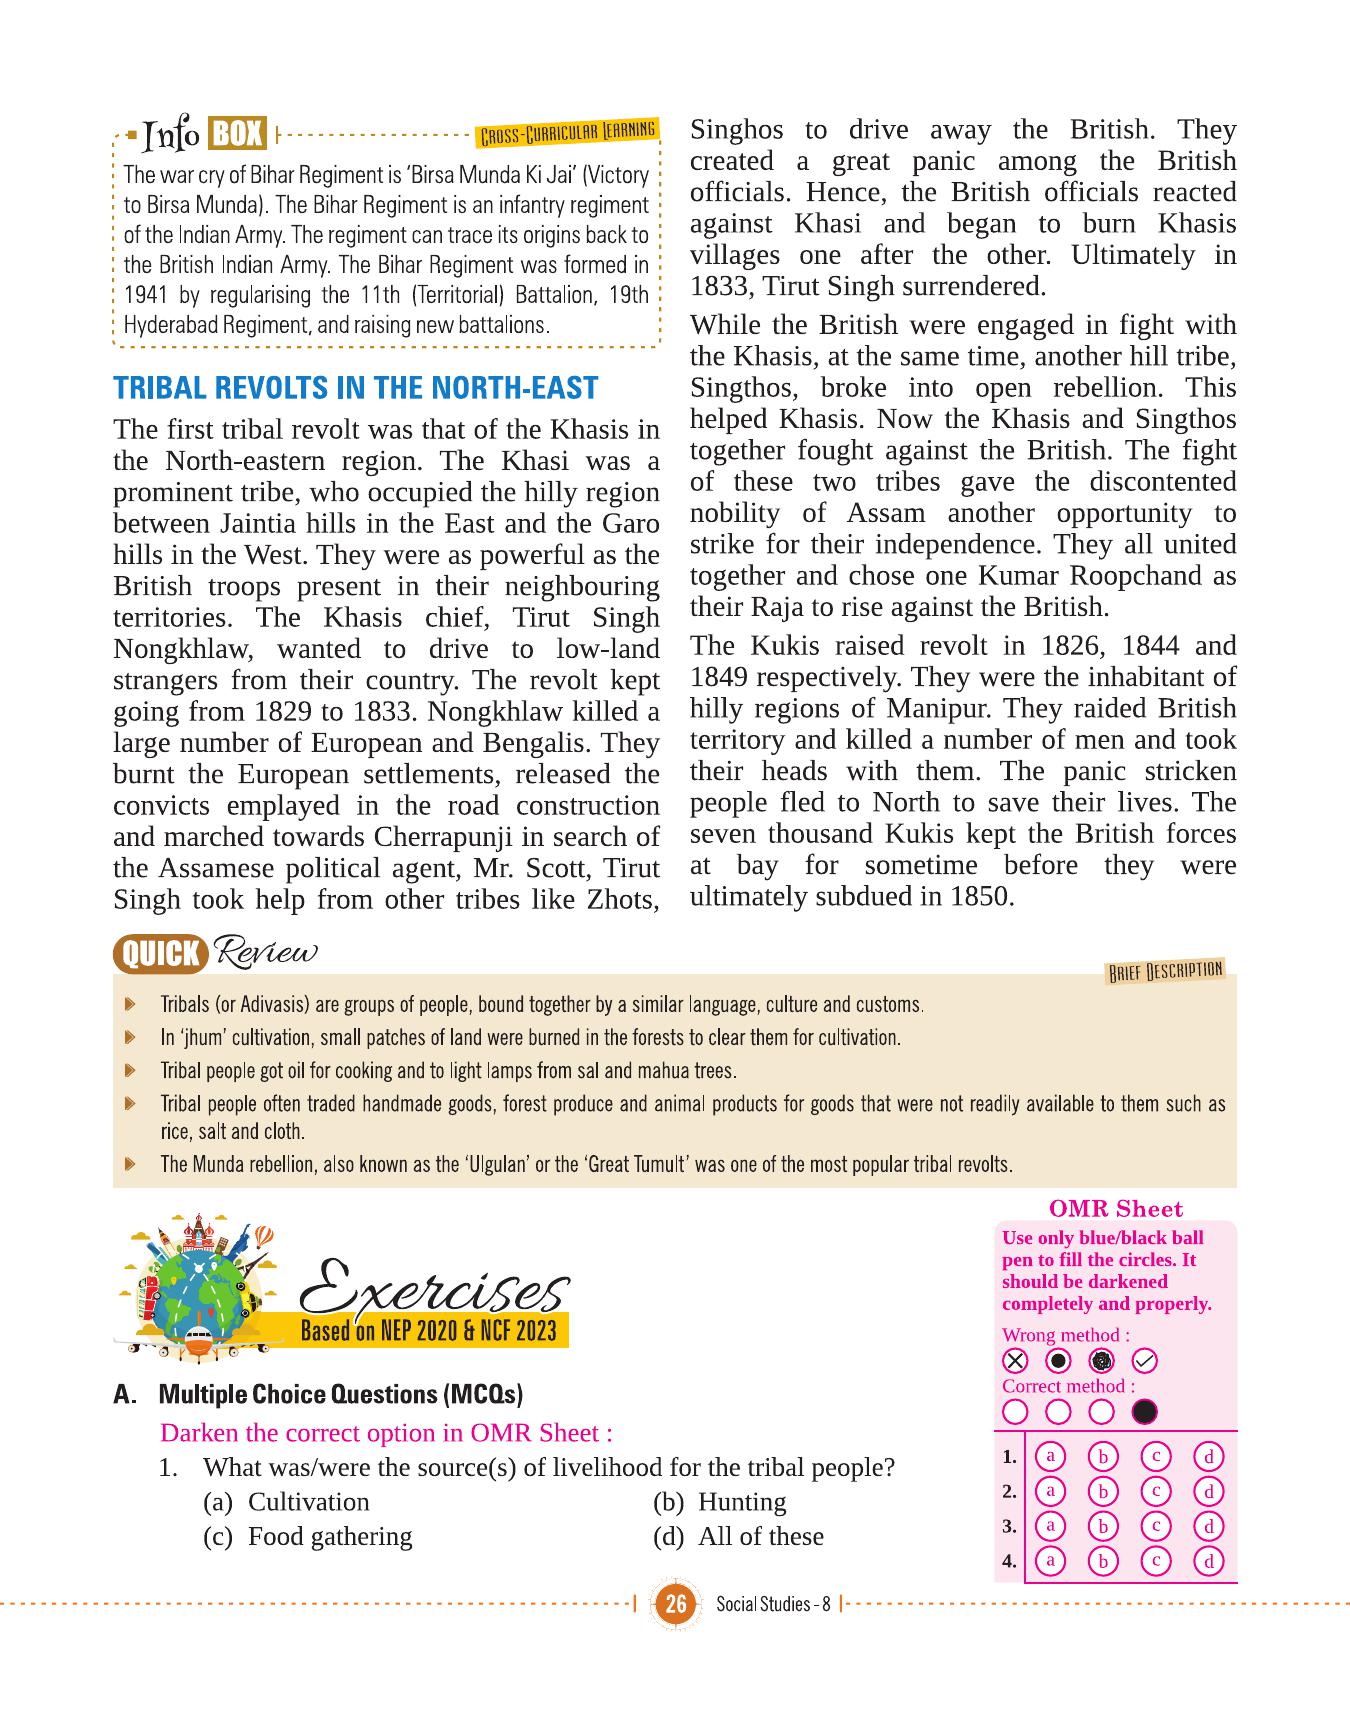 Info BOX
CROSS-CURRICULAR LEARNING
The war cry of Bihar Regiment is ‘Birsa Munda Ki Jai’ (Victory
to Birsa Munda). The Bihar Regiment is an infantry regiment
of the Indian Army. The regiment can trace its origins back to
the British Indian Army. The Bihar Regiment was formed in
1941 by regularising the 11th (Territorial) Battalion, 19th
Hyderabad Regiment, and raising new battalions.
TRIBAL REVOLTS IN THE NORTH-EAST
The first tribal revolt was that of the Khasis in
the North-eastern region. The Khasi was a
prominent tribe, who occupied the hilly region
between Jaintia hills in the East and the Garo
hills in the West. They were as powerful as the
British troops present in their neighbouring
territories. The Khasis chief, Tirut Singh
Nongkhlaw, wanted to drive to low-land
strangers from their country. The revolt kept
going from 1829 to 1833. Nongkhlaw killed a
large number of European and Bengalis. They
burnt the European settlements, released the
convicts emplayed in the road construction
and marched towards Cherrapunji in search of
the Assamese political agent, Mr. Scott, Tirut
Singh took help from other tribes like Zhots,
Singhos to drive away the British. They
created a great panic among the British
officials. Hence, the British officials reacted
against Khasi and began to burn Khasis
villages one after the other. Ultimately in
1833, Tirut Singh surrendered.
While the British were engaged in fight with
the Khasis, at the same time, another hill tribe,
Singthos, broke into open rebellion. This
helped Khasis. Now the Khasis and Singthos
together fought against the British. The fight
of these two tribes gave the discontented
nobility of Assam another opportunity to
strike for their independence. They all united
together and chose one Kumar Roopchand as
their Raja to rise against the British.
The Kukis raised revolt in 1826, 1844 and
1849 respectively. They were the inhabitant of
hilly regions of Manipur. They raided British
territory and killed a number of men and took
their heads with them. The panic stricken
people fled to North to save their lives. The
seven thousand Kukis kept the British forces
at bay for sometime before they were
ultimately subdued in 1850.
QUICK Review
BRIEF DESCRIPTION
Tribals (or Adivasis) are groups of people, bound together by a similar language, culture and customs.
In ‘jhum’ cultivation, small patches of land were burned in the forests to clear them for cultivation.
Tribal people got oil for cooking and to light lamps from sal and mahua trees.
Tribal people often traded handmade goods, forest produce and animal products for goods that were not readily available to them such as
rice, salt and cloth.
The Munda rebellion, also known as the ‘Ulgulan’ or the ‘Great Tumult’ was one of the most popular tribal revolts.
Exercises
Based on NEP 2020 & NCF 2023
A. Multiple Choice Questions (MCQs)
Darken the correct option in OMR Sheet :
1. What was/were the source(s) of livelihood for the tribal people?
(a) Cultivation (b) Hunting
(c) Food gathering (d) All of these
OMR Sheet
Use only blue/black ball
pen to fill the circles. It
should be darkened
completely and properly.
Wrong method :
Correct method :
1. a b c d
2. a b c d
3. a b c d
4. a b c d
26 Social Studies - 8